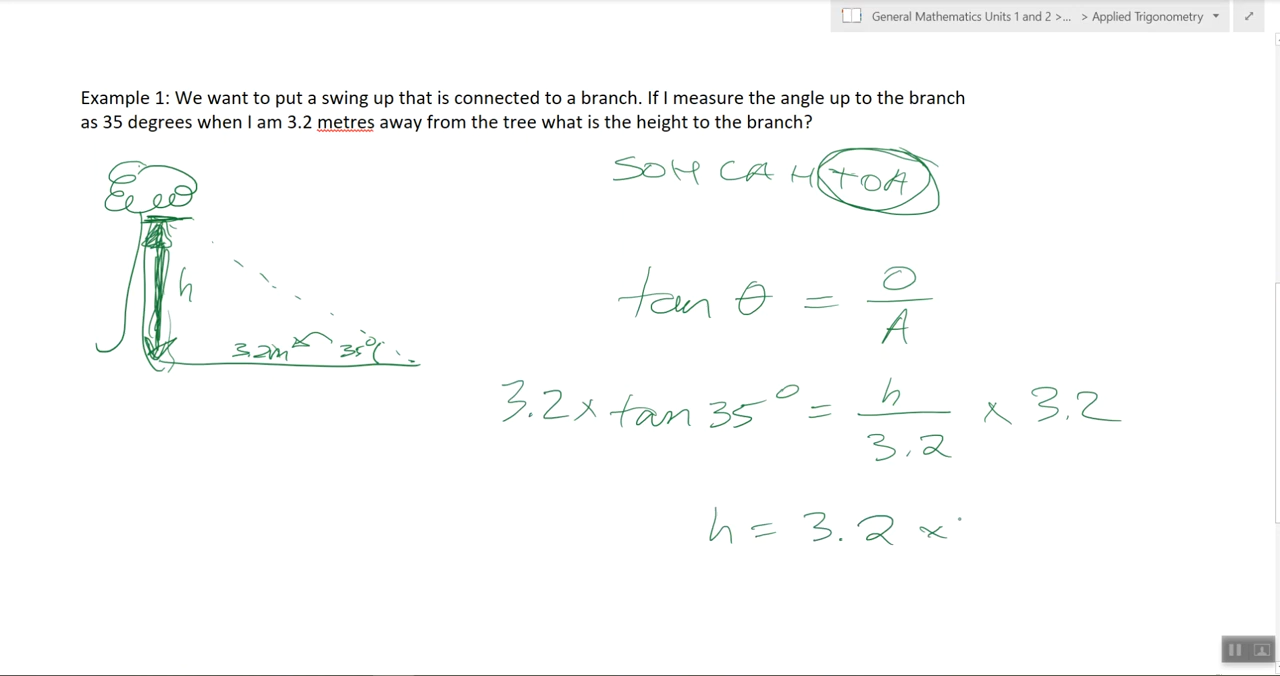 General Mathematics Units 1 and 2 >... > Applied Trigonometry
Example 1: We want to put a swing up that is connected to a branch. If I measure the angle up to the branch
as 35 degrees when I am 3.2 metres away from the tree what is the height to the branch?
SOH CAH TOA
h
3.2m 35°
tan θ = O/A
3.2 × tan 35° = h/3.2 × 3.2
h = 3.2 ×